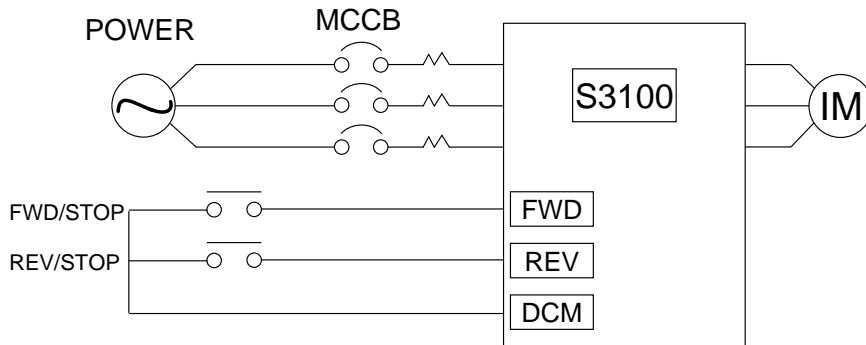 POWER
MCCB
S3100
IM
FWD/STOP
FWD
REV/STOP
REV
DCM